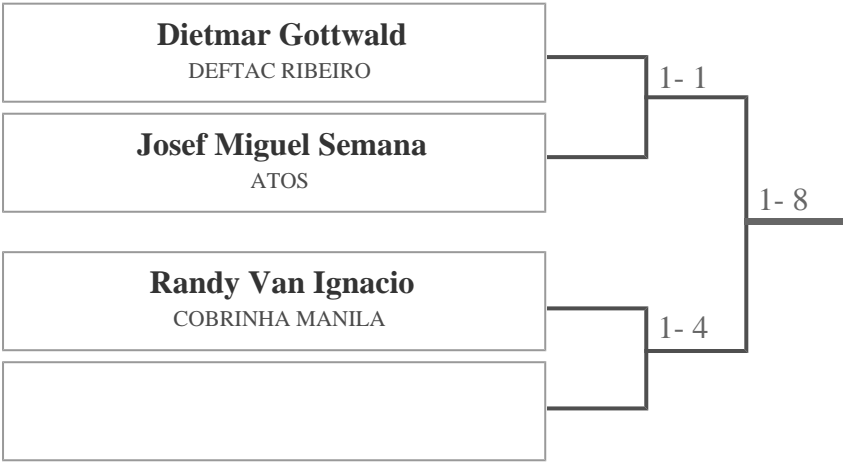 Dietmar Gottwald
DEFTAC RIBEIRO
1- 1
Josef Miguel Semana
ATOS
1- 8
Randy Van Ignacio
COBRINHA MANILA
1- 4